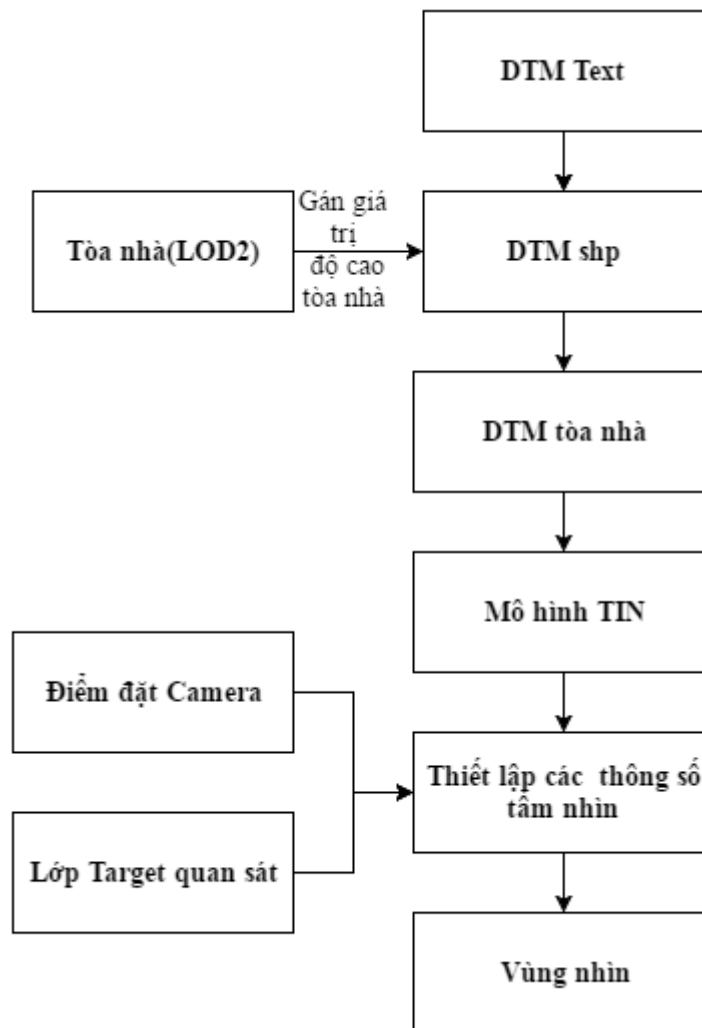 DTM Text
Tòa nhà(LOD2)
Gán giá
trị
độ cao
tòa nhà
DTM shp
DTM tòa nhà
Mô hình TIN
Điểm đặt Camera
Thiết lập các thông số
tầm nhìn
Lớp Target quan sát
Vùng nhìn